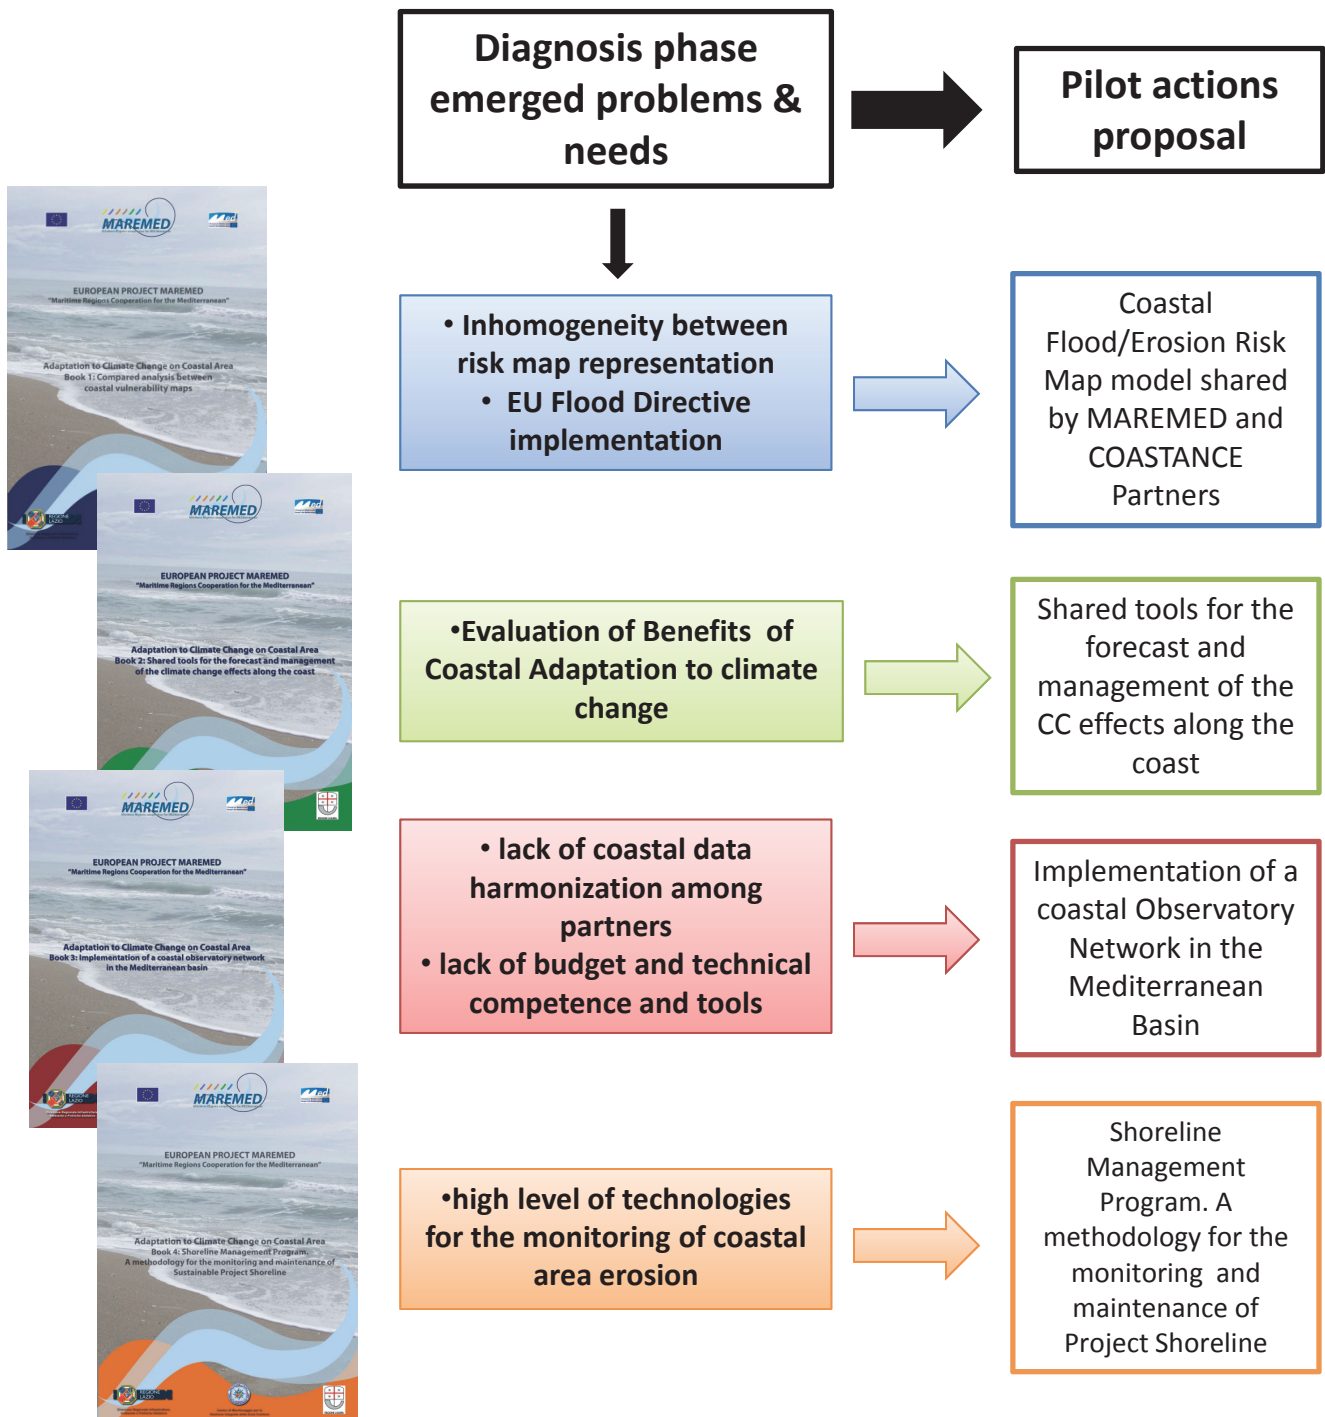 Diagnosis phase
emerged problems &
needs
Pilot actions
proposal
MAREMED
Med
EUROPEAN PROJECT MAREMED
"Maritime Regions Cooperation for the Mediterranean"
Adaptation to Climate Change on Coastal Area
Book 1: Compared analysis between
coastal vulnerability maps
REGIONE
LAZIO
• Inhomogeneity between
risk map representation
• EU Flood Directive
implementation
Coastal
Flood/Erosion Risk
Map model shared
by MAREMED and
COASTANCE
Partners
MAREMED
Med
EUROPEAN PROJECT MAREMED
"Maritime Regions Cooperation for the Mediterranean"
Adaptation to Climate Change on Coastal Area
Book 2: Shared tools for the forecast and management
of the climate change effects along the coast
•Evaluation of Benefits of
Coastal Adaptation to climate
change
Shared tools for the
forecast and
management of the
CC effects along the
coast
MAREMED
Med
EUROPEAN PROJECT MAREMED
"Maritime Regions Cooperation for the Mediterranean"
Adaptation to Climate Change on Coastal Area
Book 3: Implementation of a coastal observatory network
in the Mediterranean basin
REGIONE
LAZIO
• lack of coastal data
harmonization among
partners
• lack of budget and technical
competence and tools
Implementation of a
coastal Observatory
Network in the
Mediterranean
Basin
MAREMED
Med
EUROPEAN PROJECT MAREMED
"Maritime Regions Cooperation for the Mediterranean"
Adaptation to Climate Change on Coastal Area
Book 4: Shoreline Management Program.
A methodology for the monitoring and maintenance of
Sustainable Project Shoreline
REGIONE
LAZIO
•high level of technologies
for the monitoring of coastal
area erosion
Shoreline
Management
Program. A
methodology for the
monitoring and
maintenance of
Project Shoreline